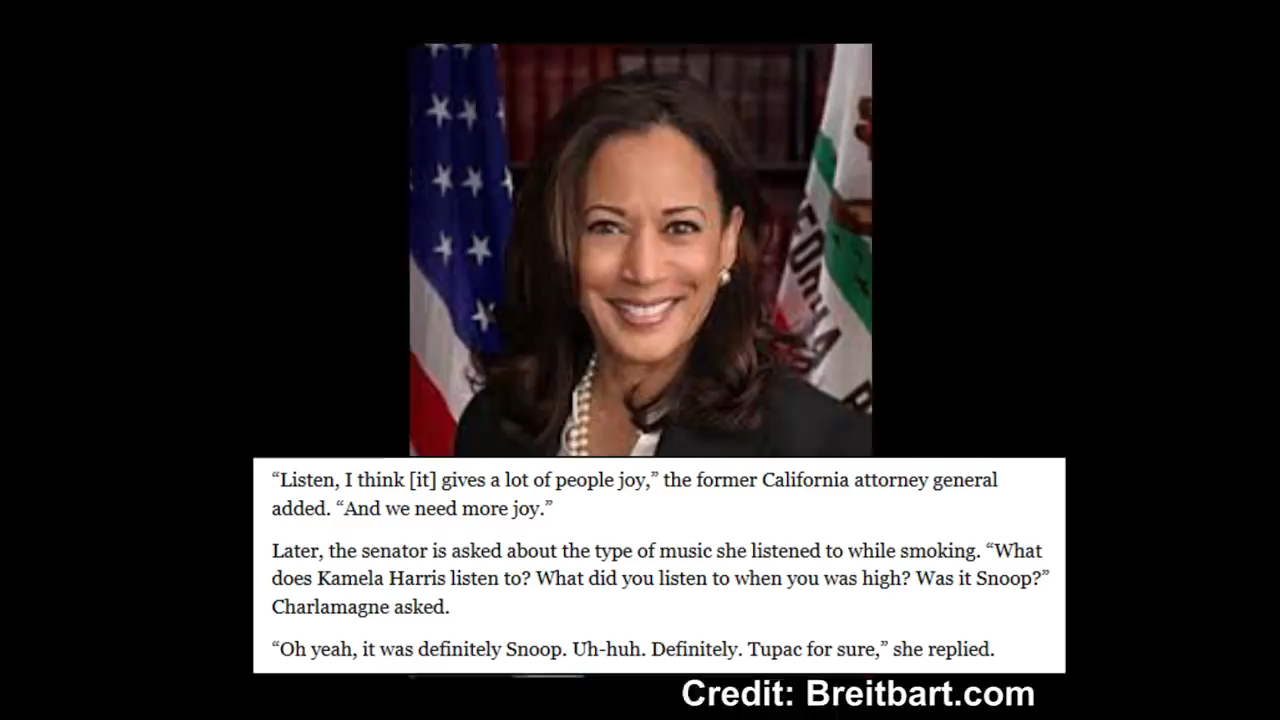 “Listen, I think [it] gives a lot of people joy,” the former California attorney general
added. “And we need more joy.”
Later, the senator is asked about the type of music she listened to while smoking. “What
does Kamela Harris listen to? What did you listen to when you was high? Was it Snoop?”
Charlamagne asked.
“Oh yeah, it was definitely Snoop. Uh-huh. Definitely. Tupac for sure,” she replied.
Credit: Breitbart.com